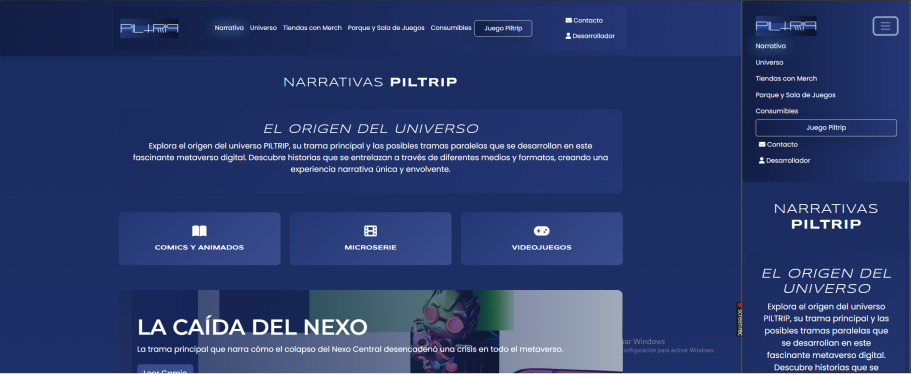 PILTRIP
Narrativa Universo Tiendas con Merch Parque y Sala de Juegos Consumibles Juego Piltrip
Contacto
Desarrollador
NARRATIVAS PILTRIP
EL ORIGEN DEL UNIVERSO
Explora el origen del universo PILTRIP, su trama principal y las posibles tramas paralelas que se desarrollan en este
fascinante metaverso digital. Descubre historias que se entrelazan a través de diferentes medios y formatos, creando una
experiencia narrativa única y envolvente.
COMICS Y ANIMADOS
MICROSERIE
VIDEOJUEGOS
LA CAÍDA DEL NEXO
La trama principal que narra cómo el colapso del Nexo Central desencadenó una crisis en todo el metaverso.
Leer Comic
var Windows
onfiguración para activar Windows.
screenrec
PILTRIP
Narrativa
Universo
Tiendas con Merch
Parque y Sala de Juegos
Consumibles
Juego Piltrip
Contacto
Desarrollador
NARRATIVAS
PILTRIP
EL ORIGEN DEL
UNIVERSO
Explora el origen del universo
PILTRIP, su trama principal y las
posibles tramas paralelas que
se desarrollan en este
fascinante metaverso digital.
Descubre historias que se